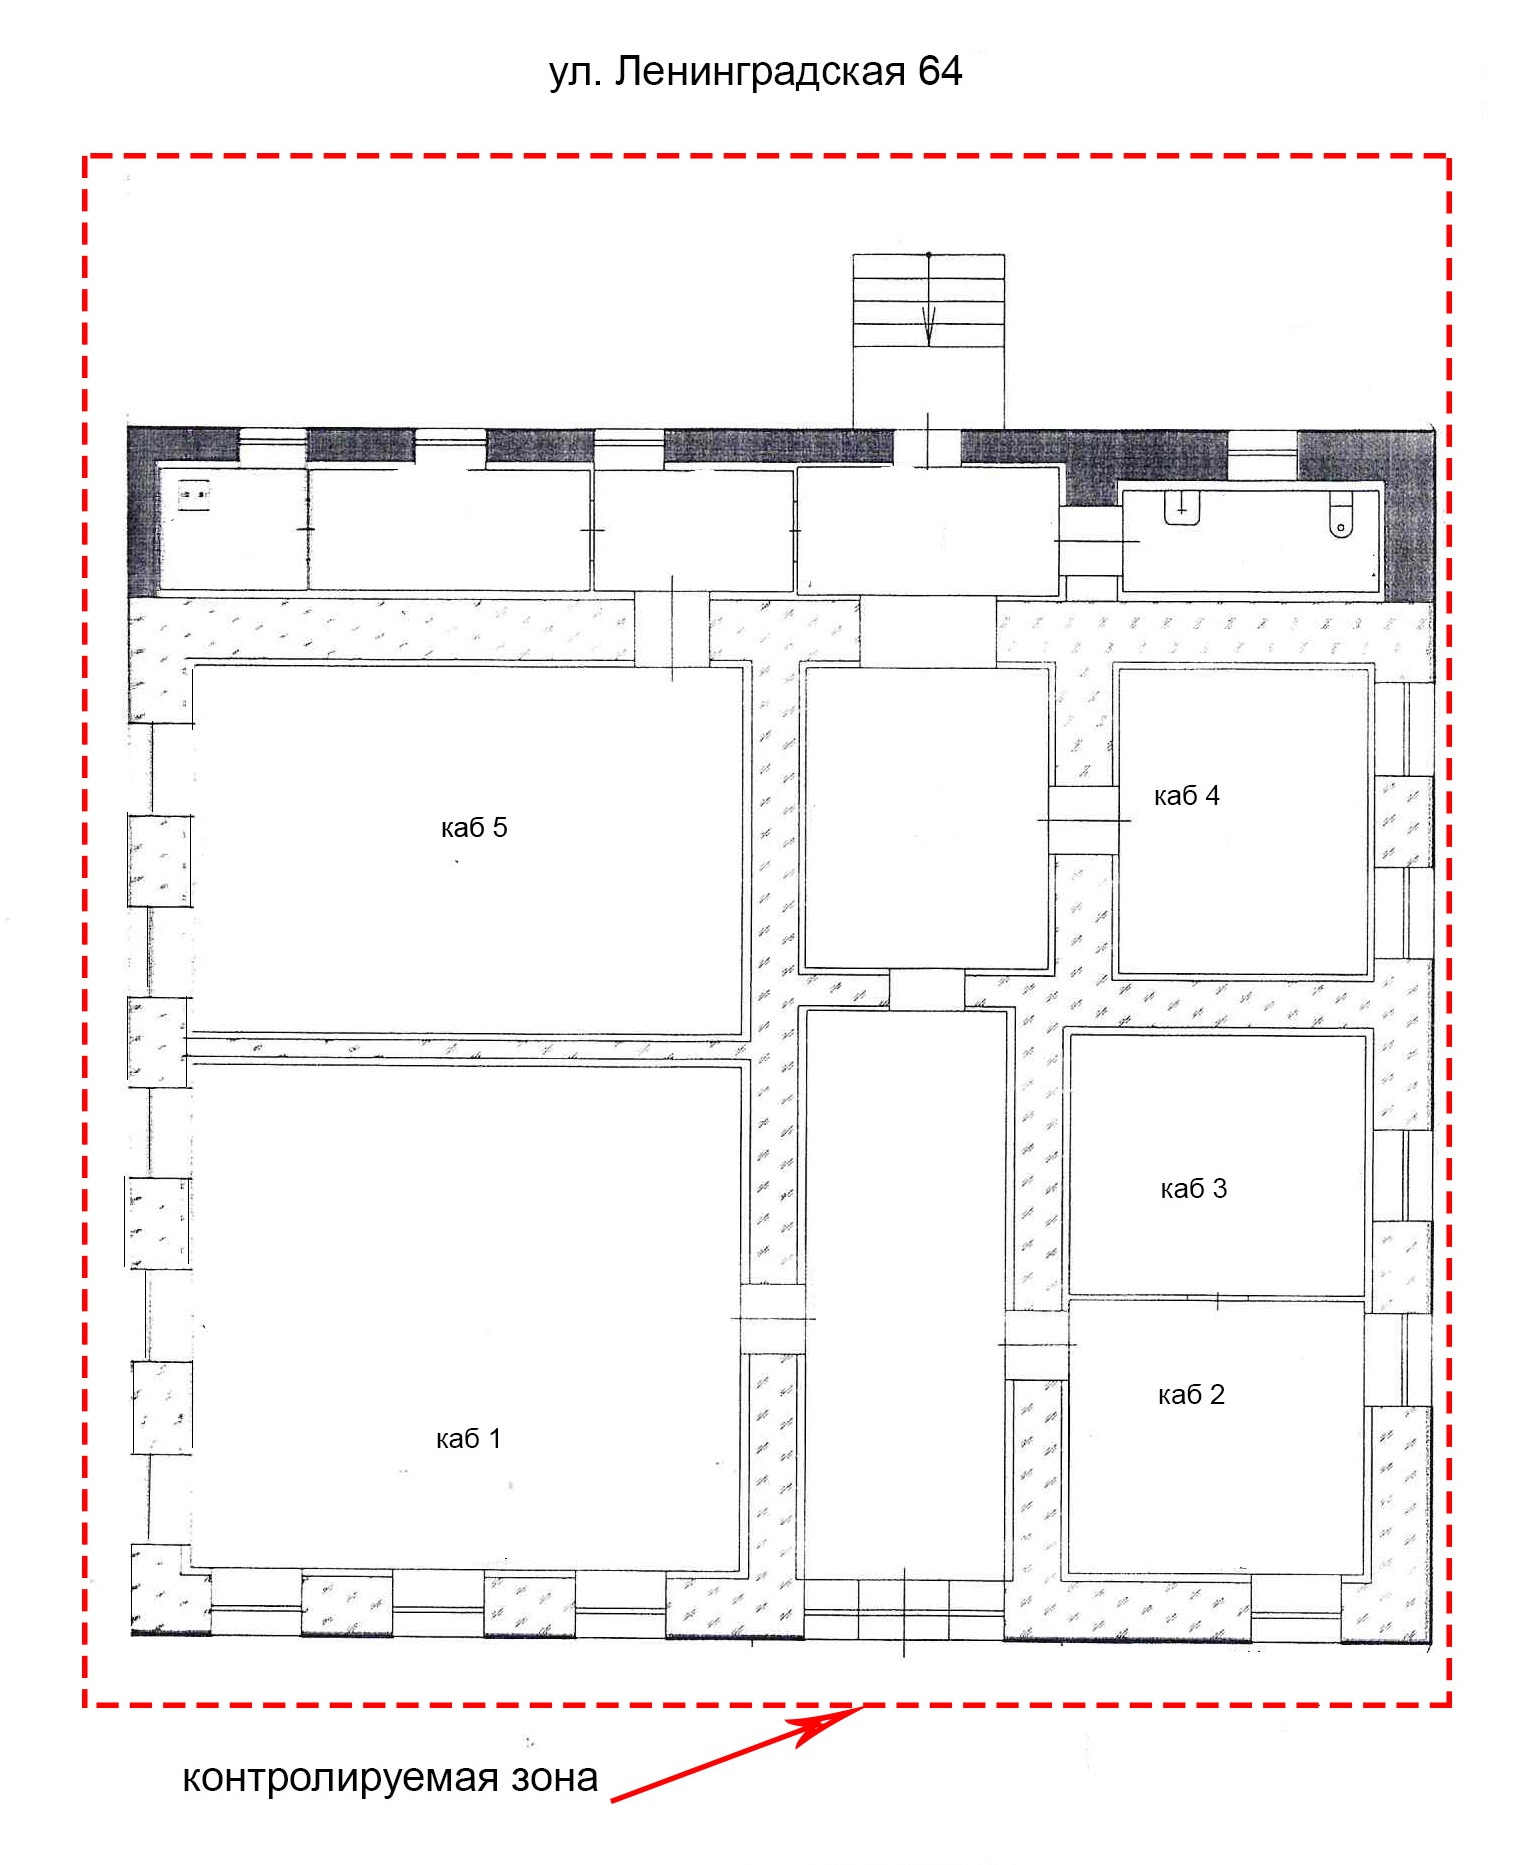 ул. Ленинградская 64
каб 4
каб 5
каб 3
каб 2
каб 1
контролируемая зона